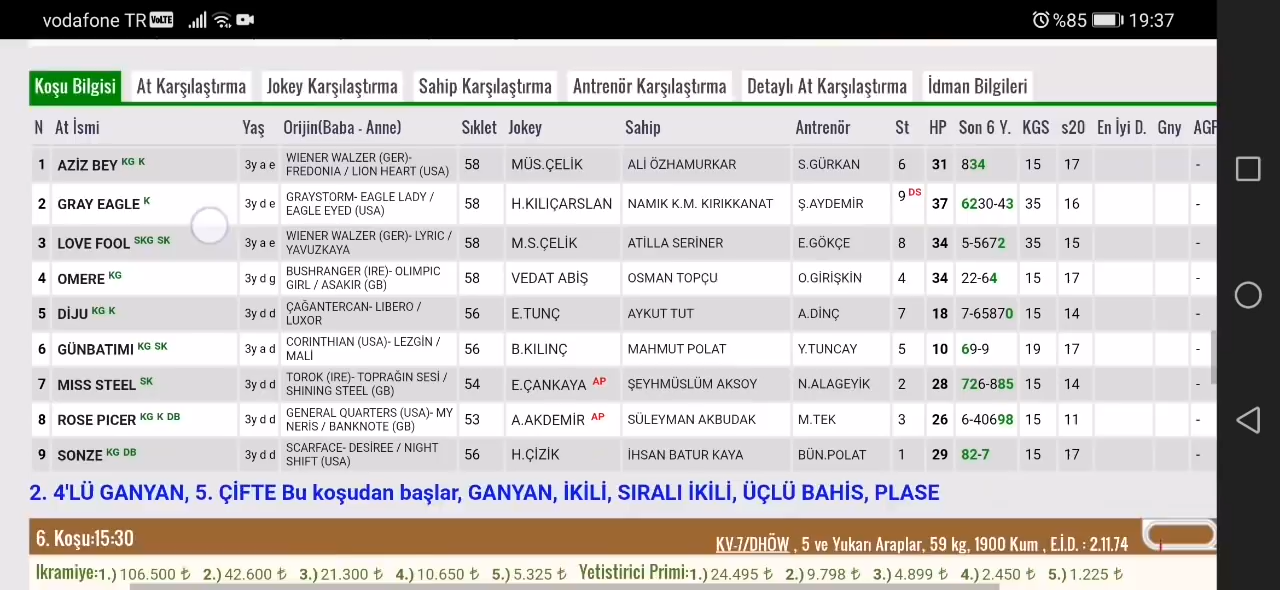 vodafone TR VoLTE %85 19:37
Koşu Bilgisi At Karşılaştırma Jokey Karşılaştırma Sahip Karşılaştırma Antrenör Karşılaştırma Detaylı At Karşılaştırma İdman Bilgileri
N At İsmi Yaş Orijin(Baba - Anne) Sıklet Jokey Sahip Antrenör St HP Son 6 Y. KGS s20 En İyi D. Gny AGF
1 AZİZ BEY KG K 3y a e WIENER WALZER (GER)- FREDONIA / LION HEART (USA) 58 MÜS.ÇELİK ALİ ÖZHAMURKAR S.GÜRKAN 6 31 834 15 17 -
2 GRAY EAGLE K 3y d e GRAYSTORM- EAGLE LADY / EAGLE EYED (USA) 58 H.KILIÇARSLAN NAMIK K.M. KIRIKKANAT Ş.AYDEMİR 9 DS 37 6230-43 35 16 -
3 LOVE FOOL SKG SK 3y a e WIENER WALZER (GER)- LYRIC / YAVUZKAYA 58 M.S.ÇELİK ATİLLA SERİNER E.GÖKÇE 8 34 5-5672 35 15 -
4 OMERE KG 3y d g BUSHRANGER (IRE)- OLIMPIC GIRL / ASAKIR (GB) 58 VEDAT ABİŞ OSMAN TOPÇU O.GİRİŞKİN 4 34 22-64 15 17 -
5 DİJU KG K 3y d d ÇAĞANTERCAN- LIBERO / LUXOR 56 E.TUNÇ AYKUT TUT A.DİNÇ 7 18 7-65870 15 14 -
6 GÜNBATIMI KG SK 3y a d CORINTHIAN (USA)- LEZGİN / MALİ 56 B.KILINÇ MAHMUT POLAT Y.TUNCAY 5 10 69-9 19 17 -
7 MISS STEEL SK 3y d d TOROK (IRE)- TOPRAĞIN SESİ / SHINING STEEL (GB) 54 E.ÇANKAYA AP ŞEYHMÜSLÜM AKSOY N.ALAGEYİK 2 28 726-885 15 14 -
8 ROSE PICER KG K DB 3y d d GENERAL QUARTERS (USA)- MY NERİS / BANKNOTE (GB) 53 A.AKDEMİR AP SÜLEYMAN AKBUDAK M.TEK 3 26 6-40698 15 11 -
9 SONZE KG DB 3y d d SCARFACE- DESİREE / NIGHT SHIFT (USA) 56 H.ÇİZİK İHSAN BATUR KAYA BÜN.POLAT 1 29 82-7 15 17 -
2. 4'LÜ GANYAN, 5. ÇİFTE Bu koşudan başlar, GANYAN, İKİLİ, SIRALI İKİLİ, ÜÇLÜ BAHİS, PLASE
6. Koşu:15:30 KV-7/DHÖW , 5 ve Yukarı Araplar, 59 kg, 1900 Kum , E.İ.D. : 2.11.74
İkramiye:1.) 106.500 ₺ 2.) 42.600 ₺ 3.) 21.300 ₺ 4.) 10.650 ₺ 5.) 5.325 ₺ Yetistirici Primi:1.) 24.495 ₺ 2.) 9.798 ₺ 3.) 4.899 ₺ 4.) 2.450 ₺ 5.) 1.225 ₺